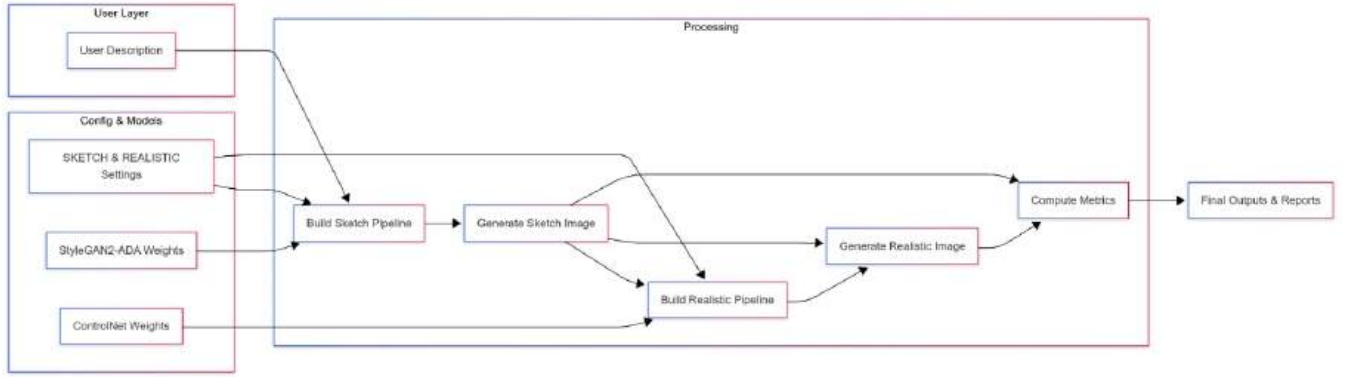 User Layer
User Description
Config & Models
SKETCH & REALISTIC
Settings
StyleGAN2-ADA Weights
ControlNet Weights
Processing
Build Sketch Pipeline
Generate Sketch Image
Build Realistic Pipeline
Generate Realistic Image
Compute Metrics
Final Outputs & Reports